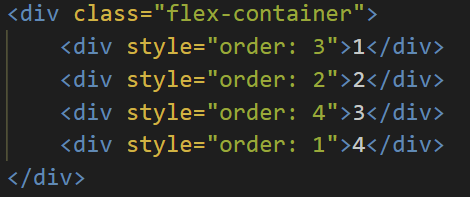 <div class="flex-container">
    <div style="order: 3">1</div>
    <div style="order: 2">2</div>
    <div style="order: 4">3</div>
    <div style="order: 1">4</div>
</div>